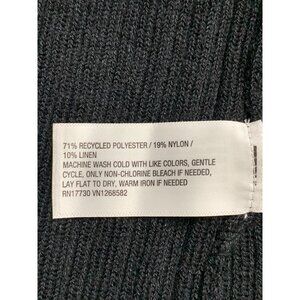 71% RECYCLED POLYESTER / 19% NYLON /
10% LINEN
MACHINE WASH COLD WITH LIKE COLORS, GENTLE
CYCLE, ONLY NON-CHLORINE BLEACH IF NEEDED,
LAY FLAT TO DRY, WARM IRON IF NEEDED
RN17730 VN1268582